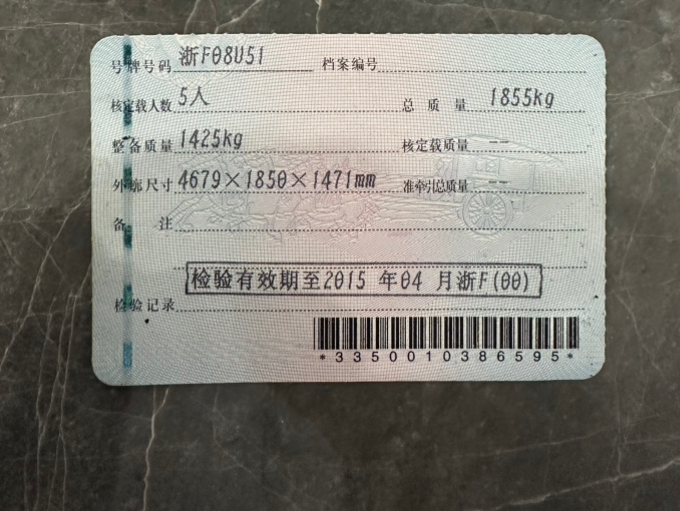 号牌号码 浙F08U51 档案编号
核定载人数 5人 总质量 1855kg
整备质量 1425kg 核定载质量 --
外廓尺寸 4679×1850×1471mm 准牵引总质量 --
备注
检验有效期至2015 年04 月浙F(00)
检验记录
*3350010386595*